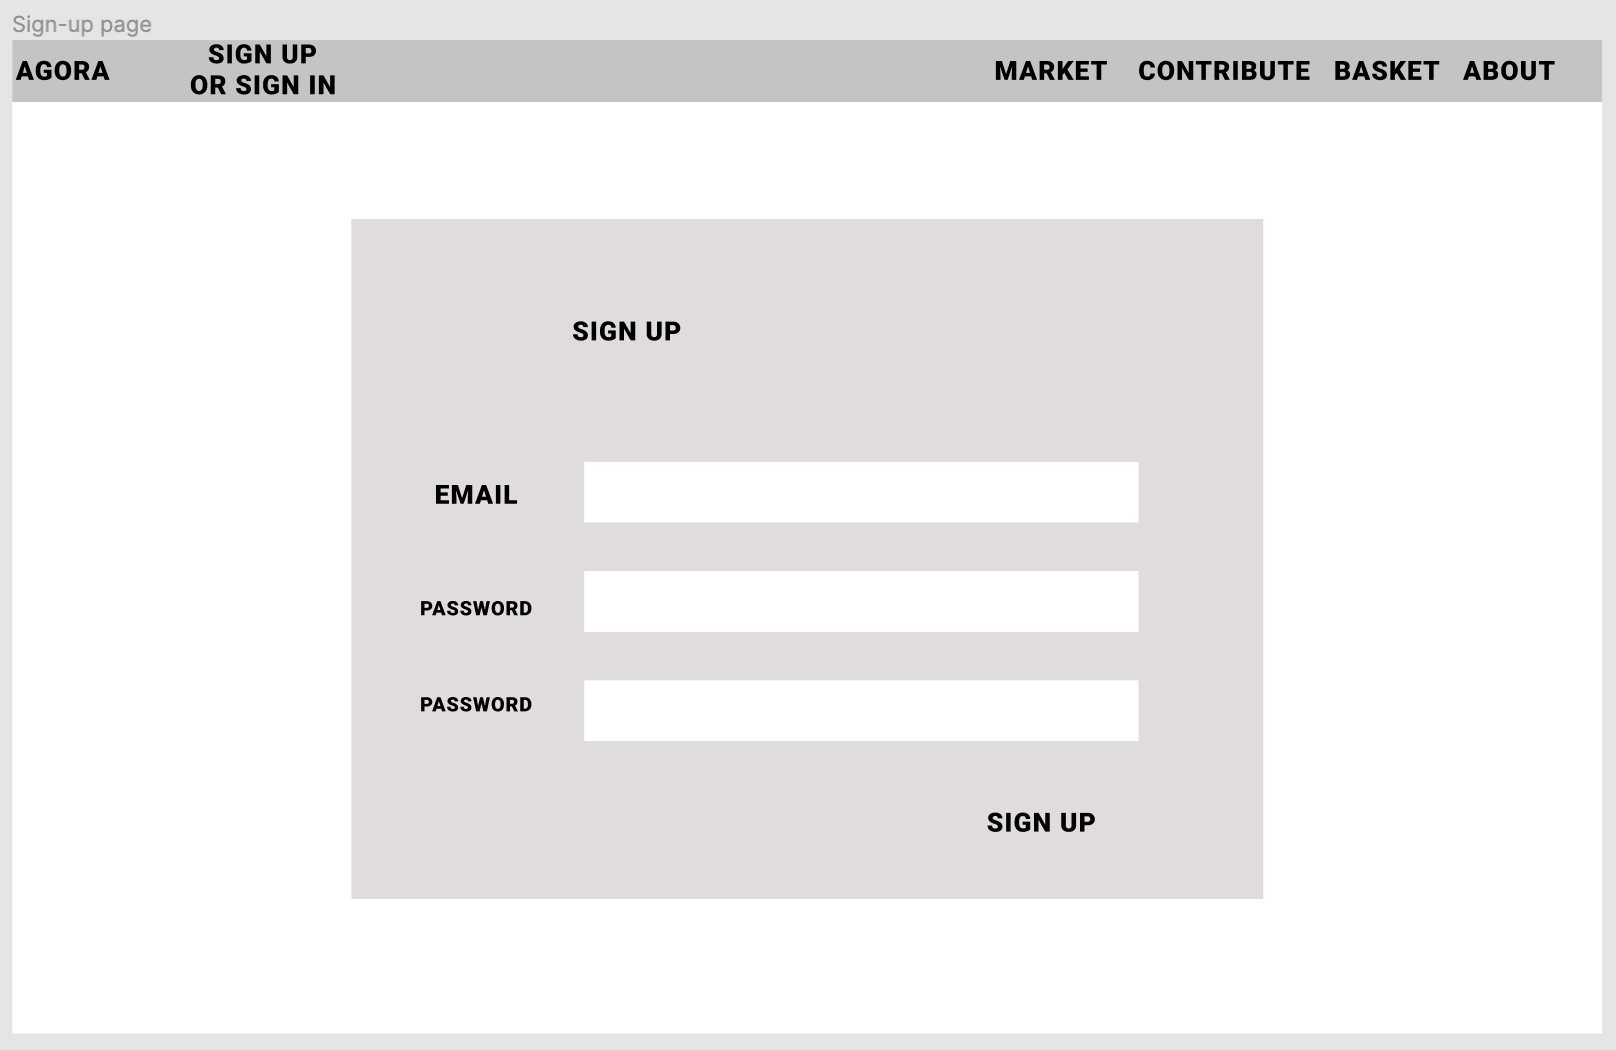 Sign-up page
AGORA
SIGN UP
OR SIGN IN
MARKET
CONTRIBUTE
BASKET
ABOUT
SIGN UP
EMAIL
PASSWORD
PASSWORD
SIGN UP